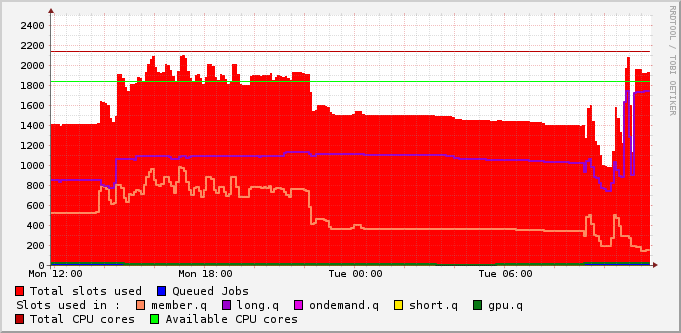 2400
2200
2000
1800
1600
1400
1200
1000
800
600
400
200
0
Mon 12:00 Mon 18:00 Tue 00:00 Tue 06:00
Total slots used Queued Jobs
Slots used in : member.q long.q ondemand.q short.q gpu.q
Total CPU cores Available CPU cores
RRDTOOL / TOBI OETIKER